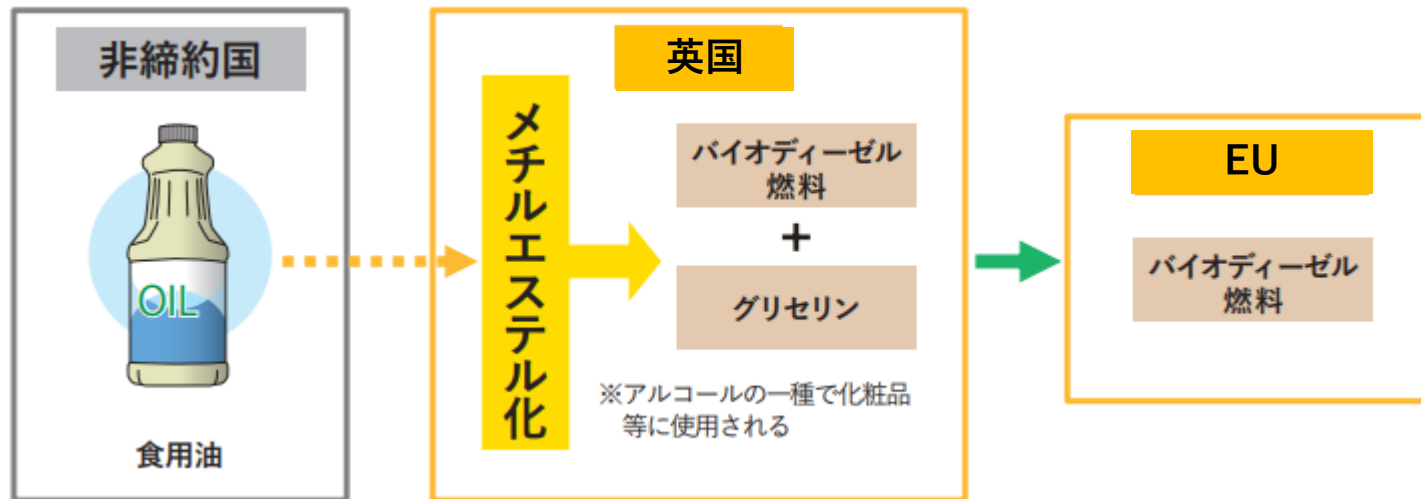 非締約国
OIL
食用油
英国
メチルエステル化
バイオディーゼル
燃料
+
グリセリン
※アルコールの一種で化粧品
等に使用される
EU
バイオディーゼル
燃料